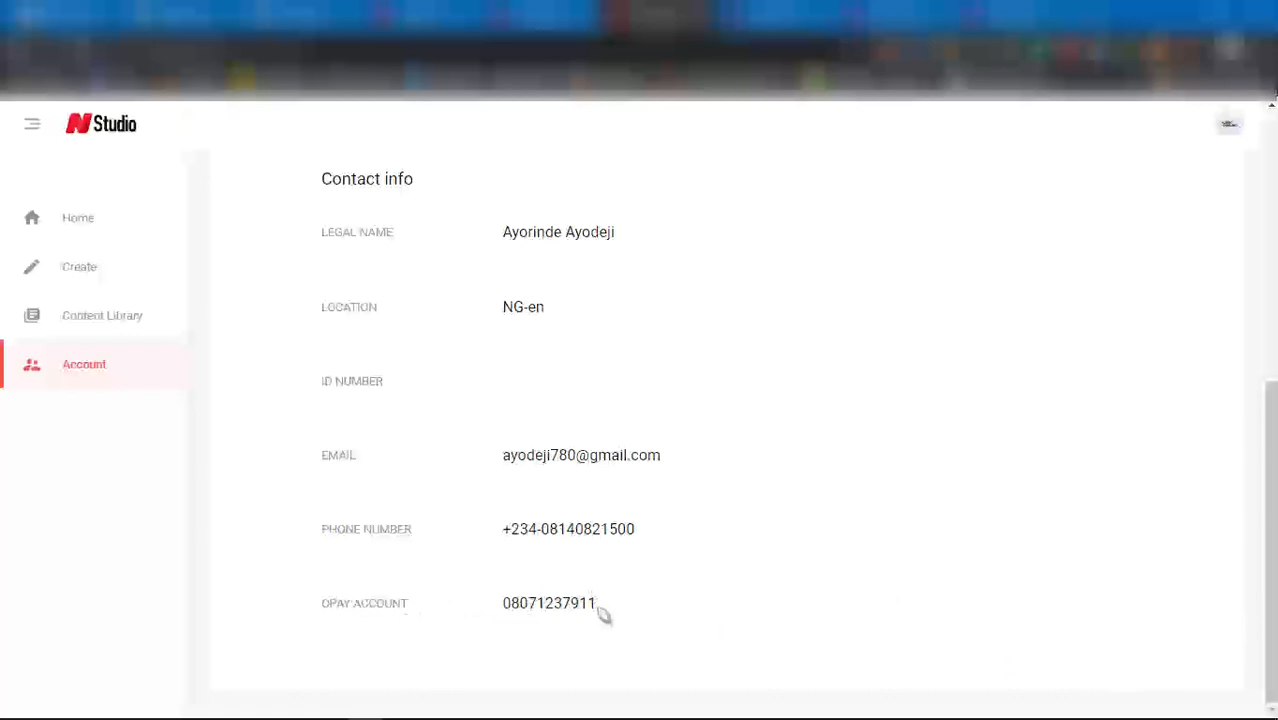 N Studio
Home
Create
Content Library
Account
Contact info
LEGAL NAME Ayorinde Ayodeji
LOCATION NG-en
ID NUMBER
EMAIL ayodeji780@gmail.com
PHONE NUMBER +234-08140821500
OPAY ACCOUNT 08071237911